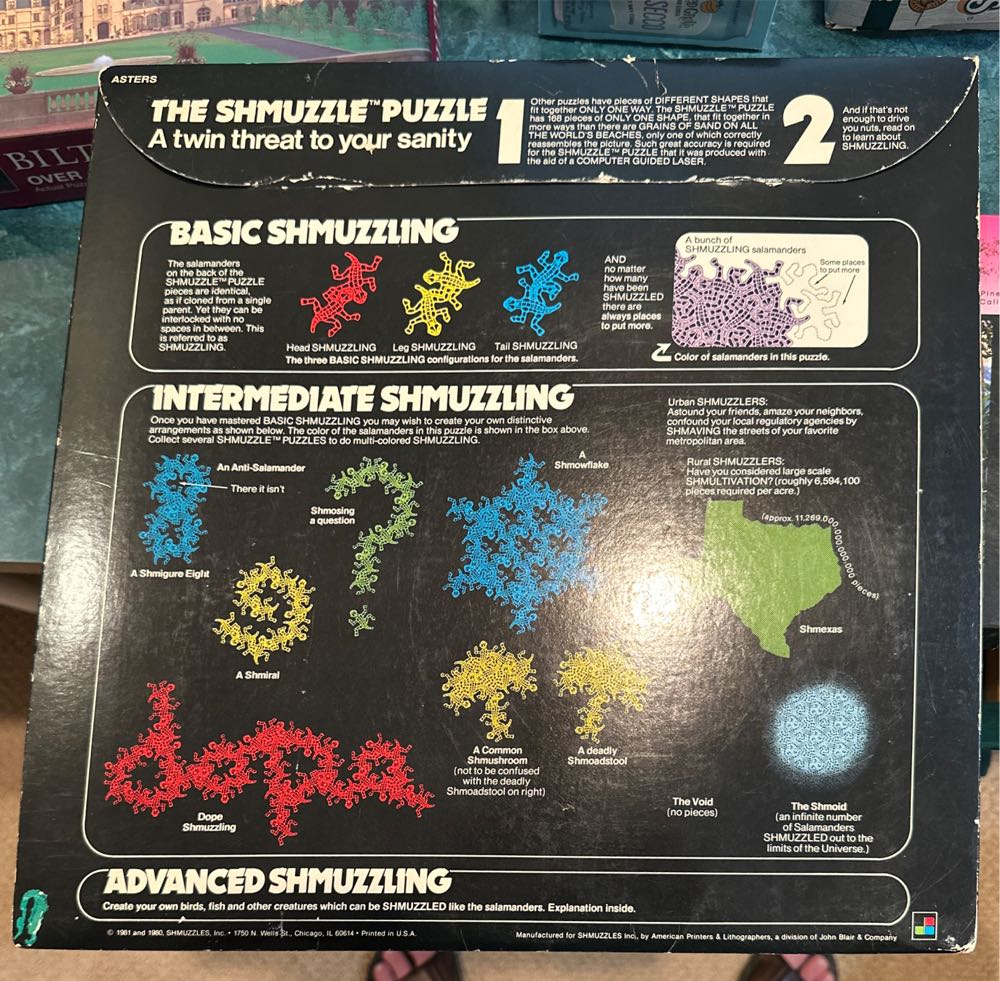 SECCO
BILT
OVER
Actual Puz
ASTERS
THE SHMUZZLE™ PUZZLE
A twin threat to your sanity
1
Other puzzles have pieces of DIFFERENT SHAPES that
fit together ONLY ONE WAY. The SHMUZZLE™ PUZZLE
has 168 pieces of ONLY ONE SHAPE, that fit together in
more ways than there are GRAINS OF SAND ON ALL
THE WORLD'S BEACHES, only one of which correctly
reassembles the picture. Such great accuracy is required
for the SHMUZZLE™ PUZZLE that it was produced with
the aid of a COMPUTER GUIDED LASER.
2
And if that's not
enough to drive
you nuts, read on
to learn about
SHMUZZLING.
BASIC SHMUZZLING
The salamanders
on the back of the
SHMUZZLE™ PUZZLE
pieces are identical,
as if cloned from a single
parent. Yet they can be
interlocked with no
spaces in between. This
is referred to as
SHMUZZLING.
Head SHMUZZLING
Leg SHMUZZLING
Tail SHMUZZLING
The three BASIC SHMUZZLING configurations for the salamanders.
AND
no matter
how many
have been
SHMUZZLED
there are
always places
to put more.
A bunch of
SHMUZZLING salamanders
Some places
to put more
Color of salamanders in this puzzle.
Pine
Cali
INTERMEDIATE SHMUZZLING
Once you have mastered BASIC SHMUZZLING you may wish to create your own distinctive
arrangements as shown below. The color of the salamanders in this puzzle is shown in the box above.
Collect several SHMUZZLE™ PUZZLES to do multi-colored SHMUZZLING.
Urban SHMUZZLERS:
Astound your friends, amaze your neighbors,
confound your local regulatory agencies by
SHMAVING the streets of your favorite
metropolitan area.
Rural SHMUZZLERS:
Have you considered large scale
SHMULTIVATION? (roughly 6,594,100
pieces required per acre.)
An Anti-Salamander
There it isn't
A Shmigure Eight
Shmosing
a question
A
Shmowflake
(approx. 11,269,000,000,000,000,000 pieces)
Shmexas
A Shmiral
dopa
Dope
Shmuzzling
A Common
Shmushroom
(not to be confused
with the deadly
Shmoadstool on right)
A deadly
Shmoadstool
The Void
(no pieces)
The Shmoid
(an infinite number
of Salamanders
SHMUZZLED out to the
limits of the Universe.)
ADVANCED SHMUZZLING
Create your own birds, fish and other creatures which can be SHMUZZLED like the salamanders. Explanation inside.
© 1981 and 1980, SHMUZZLES, Inc. • 1750 N. Wells St., Chicago, IL 60614 • Printed in U.S.A.
Manufactured for SHMUZZLES Inc., by American Printers & Lithographers, a division of John Blair & Company